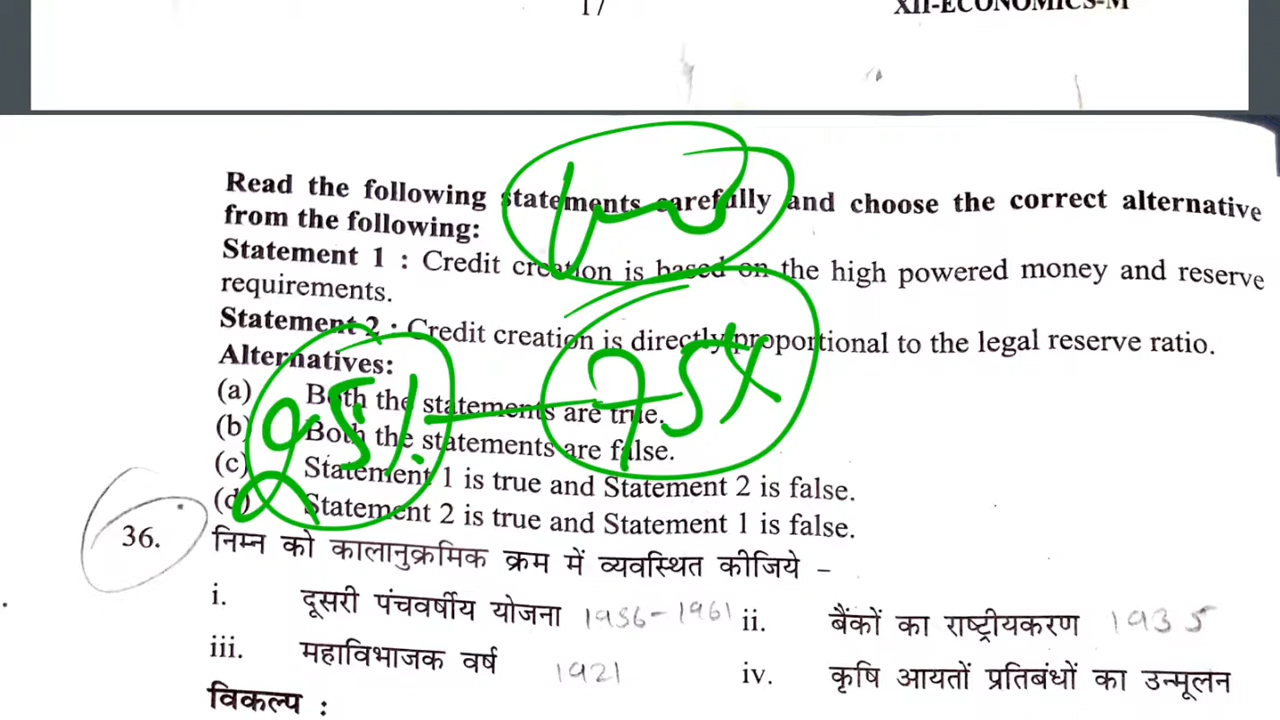 17 XII-ECONOMICS-M
Read the following statements carefully and choose the correct alternative
from the following:
Statement 1 : Credit creation is based on the high powered money and reserve
requirements.
Statement 2 : Credit creation is directly proportional to the legal reserve ratio.
Alternatives:
(a) Both the statements are true.
(b) Both the statements are false.
(c) Statement 1 is true and Statement 2 is false.
(d) Statement 2 is true and Statement 1 is false.
36. निम्न को कालानुक्रमिक क्रम में व्यवस्थित कीजिये –
i. दूसरी पंचवर्षीय योजना 1956-1961 ii. बैंकों का राष्ट्रीयकरण 1935
iii. महाविभाजक वर्ष 1921 iv. कृषि आयतों प्रतिबंधों का उन्मूलन
विकल्प :